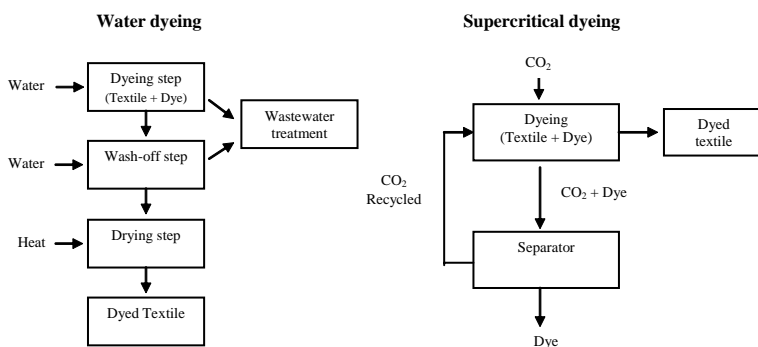 Water dyeing
Water
Dyeing step
(Textile + Dye)
Wastewater
treatment
Water
Wash-off step
Heat
Drying step
Dyed Textile
Supercritical dyeing
CO₂
Dyeing
(Textile + Dye)
Dyed
textile
CO₂
Recycled
CO₂ + Dye
Separator
Dye